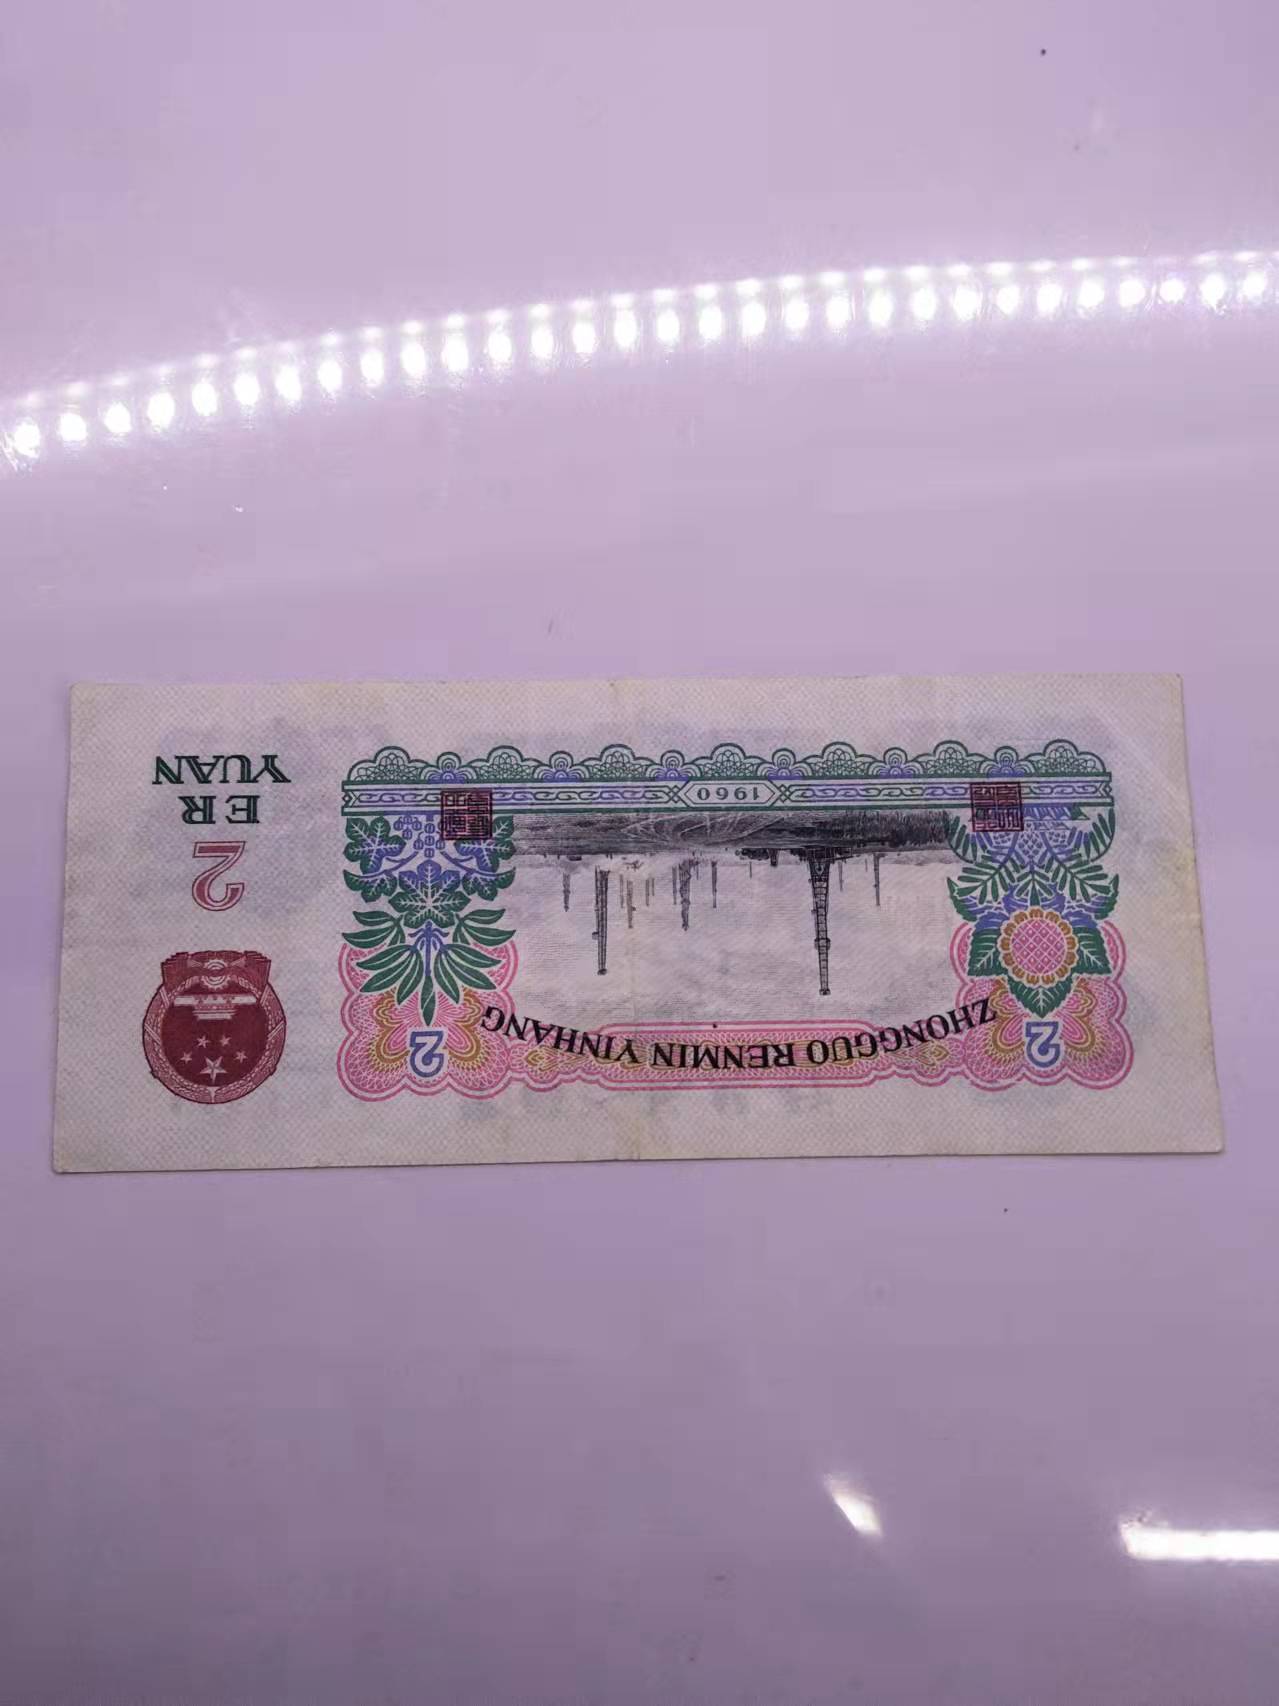 ZHONGGUO RENMIN YINHANG
2
2
2
ER
YUAN
1960